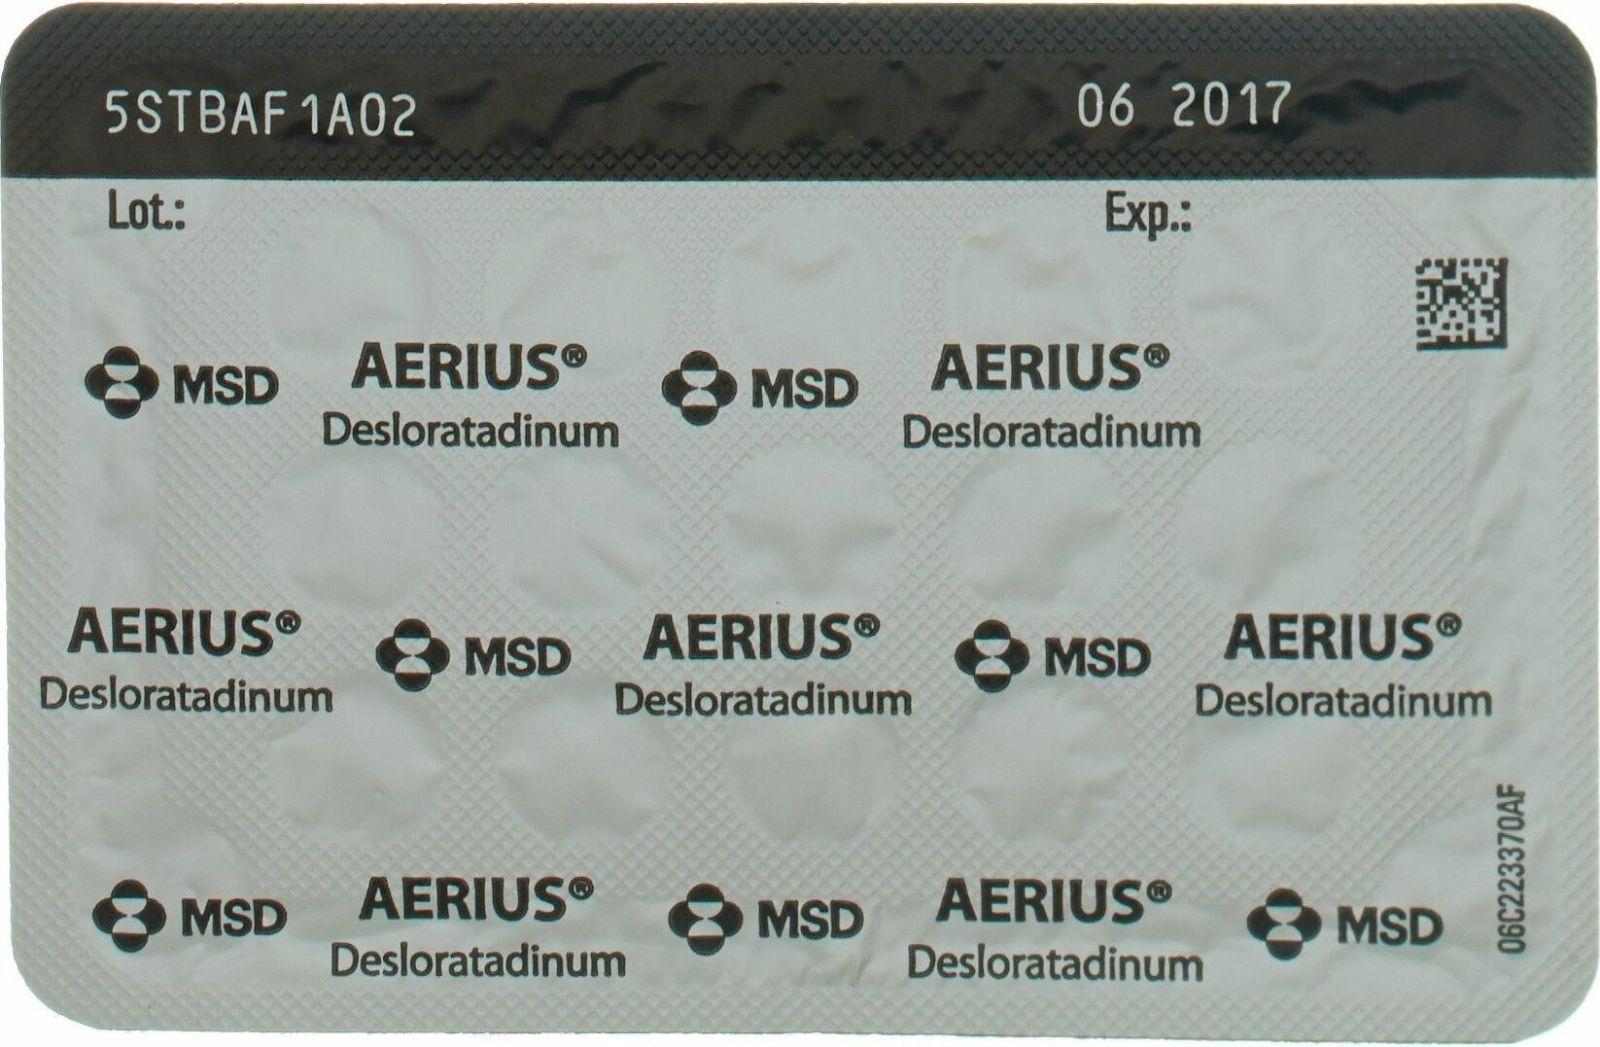 5STBAF1A02 06 2017
Lot.: Exp.:
MSD AERIUS® MSD AERIUS®
Desloratadinum Desloratadinum
AERIUS® MSD AERIUS® MSD AERIUS®
Desloratadinum Desloratadinum Desloratadinum
06C223370AF
MSD AERIUS® MSD AERIUS® MSD
Desloratadinum Desloratadinum